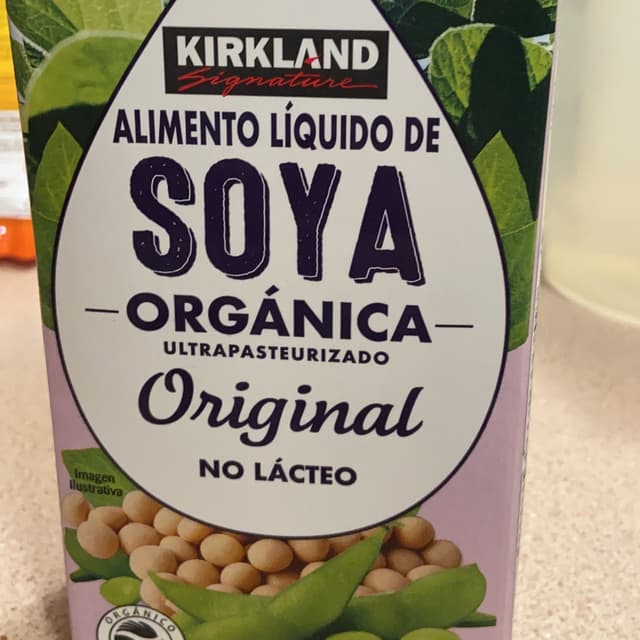 KIRKLAND
Signature
ALIMENTO LÍQUIDO DE
SOYA
ORGÁNICA
ULTRAPASTEURIZADO
Original
NO LÁCTEO
Imagen
Ilustrativa
ORGÁNICO